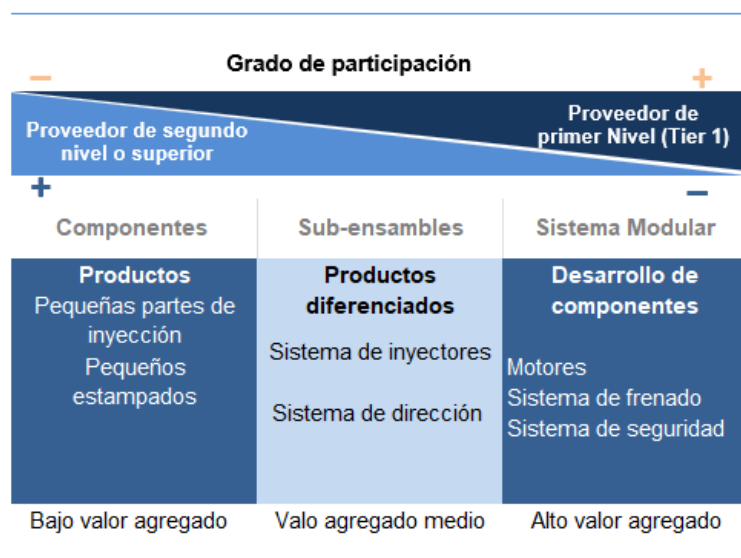 Grado de participación
− +
Proveedor de segundo
nivel o superior
Proveedor de
primer Nivel (Tier 1)
+ −
Componentes
Sub-ensambles
Sistema Modular
Productos
Pequeñas partes de
inyección
Pequeños
estampados
Productos
diferenciados
Sistema de inyectores
Sistema de dirección
Desarrollo de
componentes
Motores
Sistema de frenado
Sistema de seguridad
Bajo valor agregado
Valo agregado medio
Alto valor agregado